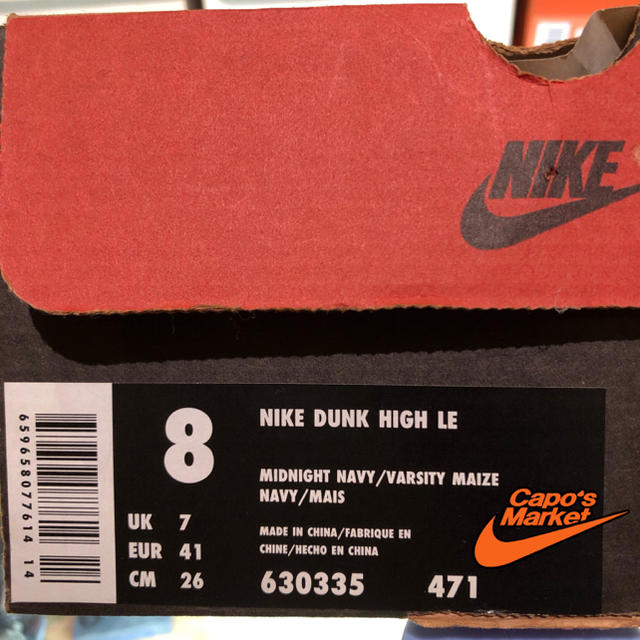 NIKE
659658077614 14
8
NIKE DUNK HIGH LE
MIDNIGHT NAVY/VARSITY MAIZE
NAVY/MAIS
UK 7
EUR 41
CM 26
MADE IN CHINA/FABRIQUE EN
CHINE/HECHO EN CHINA
630335 471
Capo's
Market